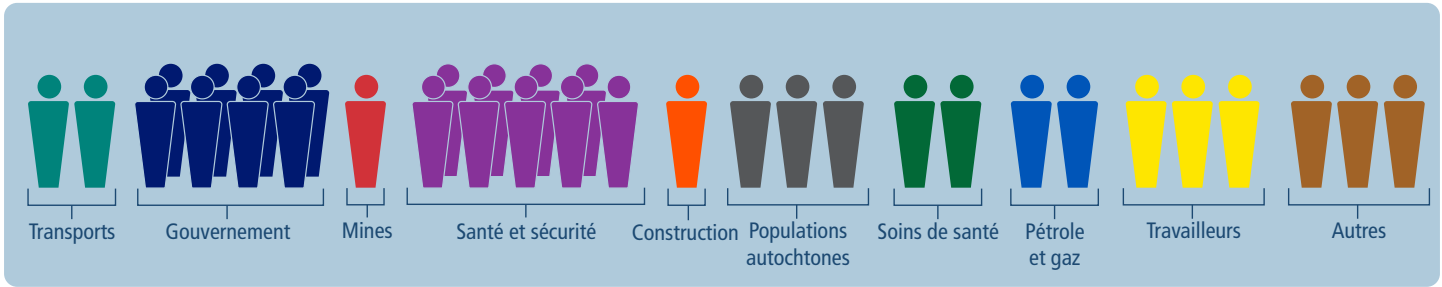 Transports
Gouvernement
Mines
Santé et sécurité
Construction
Populations
autochtones
Soins de santé
Pétrole
et gaz
Travailleurs
Autres